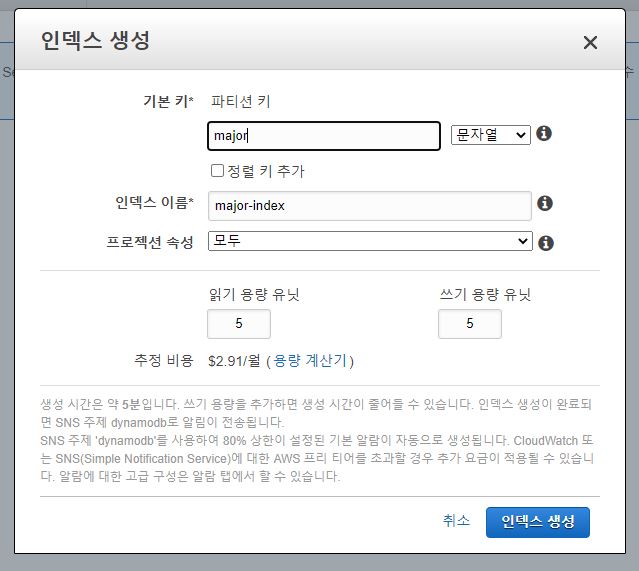 인덱스 생성
Se
수
기본 키* 파티션 키
major 문자열
정렬 키 추가
인덱스 이름* major-index
프로젝션 속성 모두
읽기 용량 유닛 쓰기 용량 유닛
5 5
추정 비용 $2.91/월 (용량 계산기)
생성 시간은 약 5분입니다. 쓰기 용량을 추가하면 생성 시간이 줄어들 수 있습니다. 인덱스 생성이 완료되
면 SNS 주제 dynamodb로 알림이 전송됩니다.
SNS 주제 'dynamodb'를 사용하여 80% 상한이 설정된 기본 알람이 자동으로 생성됩니다. CloudWatch 또
는 SNS(Simple Notification Service)에 대한 AWS 프리 티어를 초과할 경우 추가 요금이 적용될 수 있습니
다. 알람에 대한 고급 구성은 알람 탭에서 할 수 있습니다.
취소 인덱스 생성